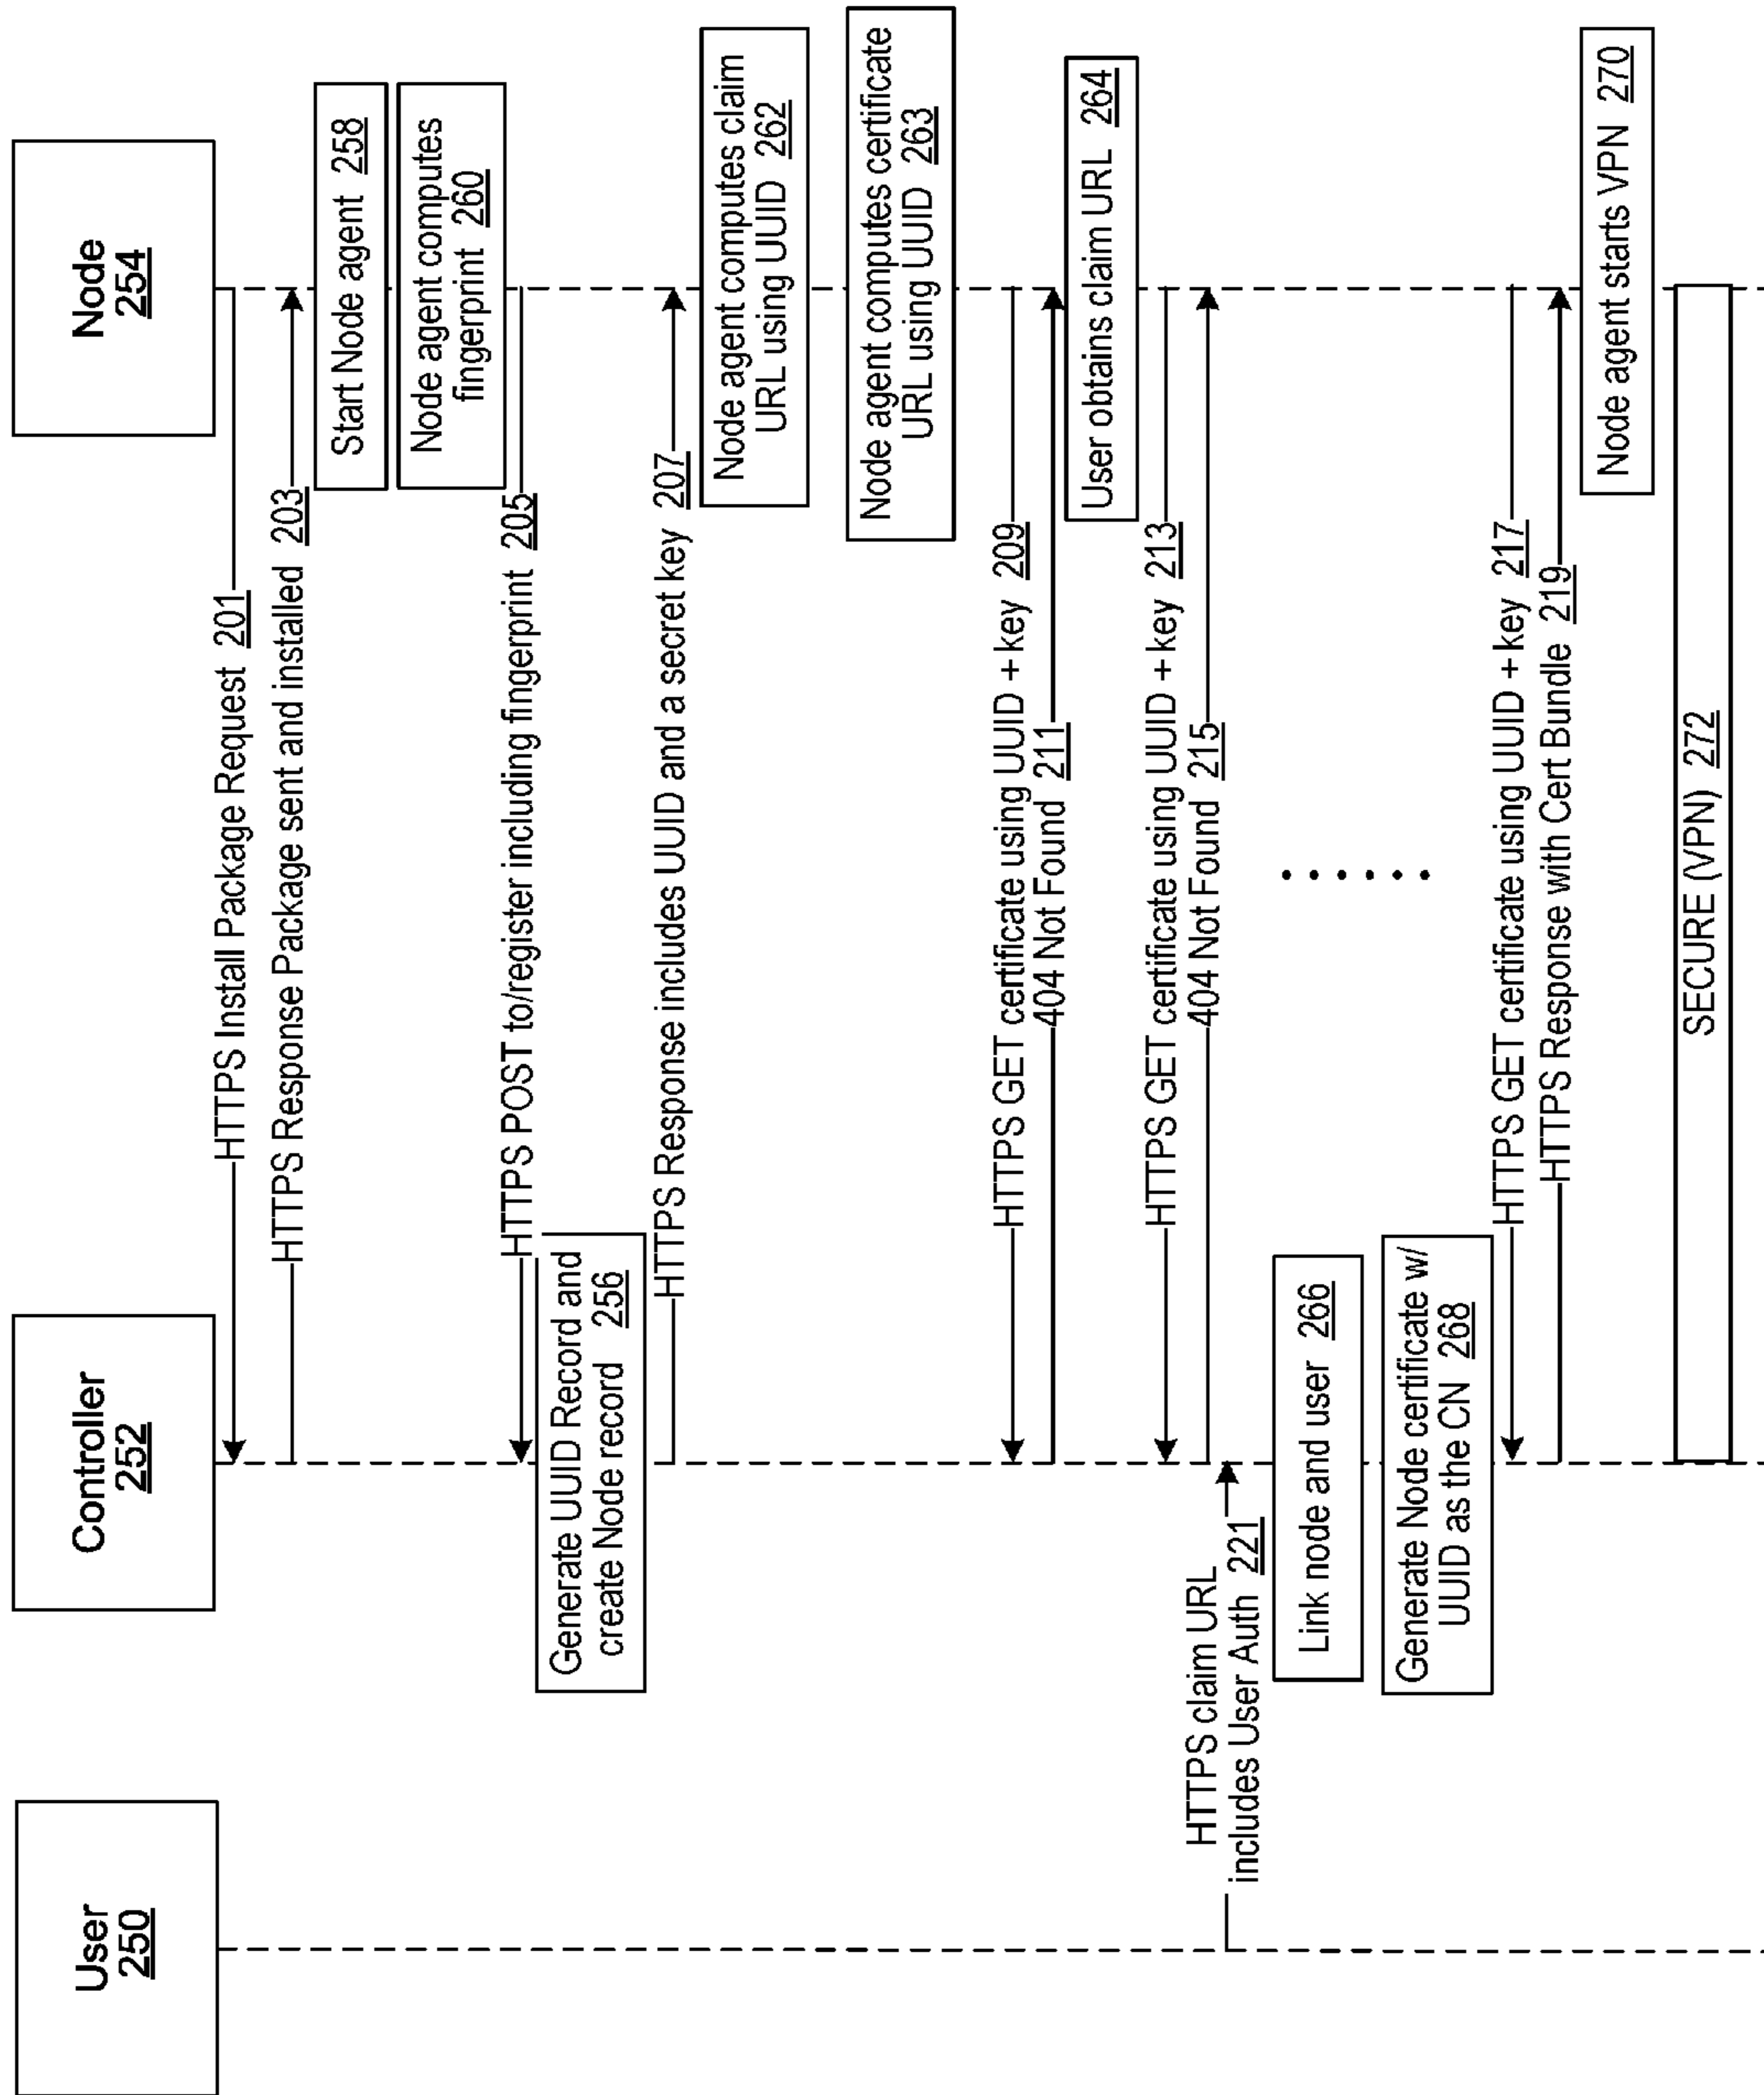 User
250
Controller
252
Node
254
HTTPS Install Package Request 201
HTTPS Response Package sent and installed 203
Start Node agent 258
Node agent computes
fingerprint 260
HTTPS POST to/register including fingerprint 205
Generate UUID Record and
create Node record 256
HTTPS Response includes UUID and a secret key 207
Node agent computes claim
URL using UUID 262
Node agent computes certificate
URL using UUID 263
HTTPS GET certificate using UUID + key 209
404 Not Found 211
User obtains claim URL 264
HTTPS GET certificate using UUID + key 213
404 Not Found 215
HTTPS claim URL
includes User Auth 221
Link node and user 266
Generate Node certificate w/
UUID as the CN 268
HTTPS GET certificate using UUID + key 217
HTTPS Response with Cert Bundle 219
Node agent starts VPN 270
SECURE (VPN) 272